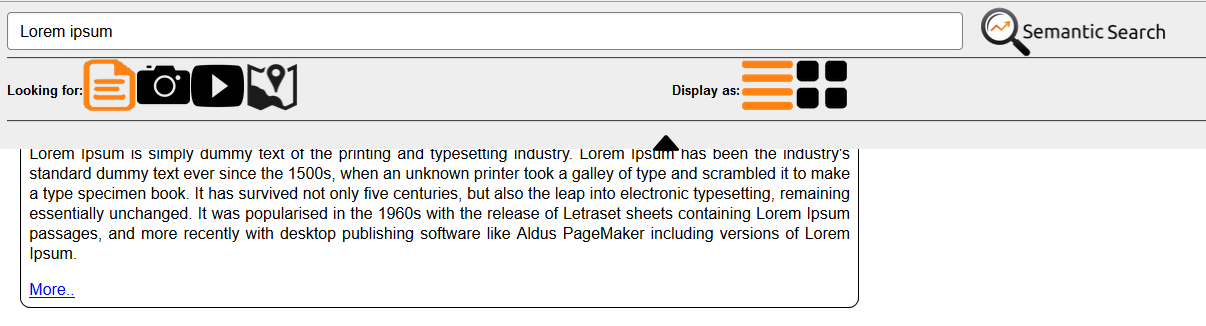 Lorem ipsum
Semantic Search
Looking for:
Display as:
Lorem Ipsum is simply dummy text of the printing and typesetting industry. Lorem Ipsum has been the industry's
standard dummy text ever since the 1500s, when an unknown printer took a galley of type and scrambled it to make
a type specimen book. It has survived not only five centuries, but also the leap into electronic typesetting, remaining
essentially unchanged. It was popularised in the 1960s with the release of Letraset sheets containing Lorem Ipsum
passages, and more recently with desktop publishing software like Aldus PageMaker including versions of Lorem
Ipsum.
More..